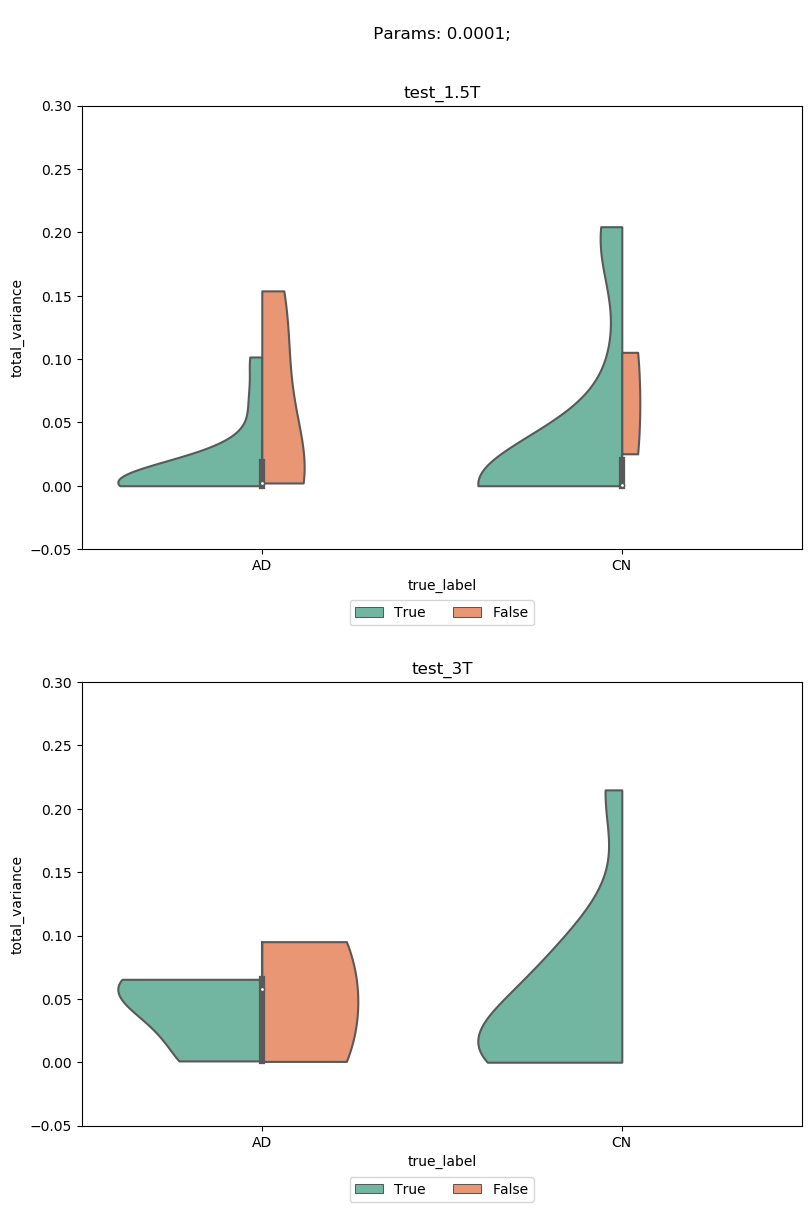 Params: 0.0001;
test_1.5T
0.30
0.25
0.20
0.15
0.10
0.05
0.00
−0.05
total_variance
AD CN
true_label
True False
test_3T
0.30
0.25
0.20
0.15
0.10
0.05
0.00
−0.05
total_variance
AD CN
true_label
True False